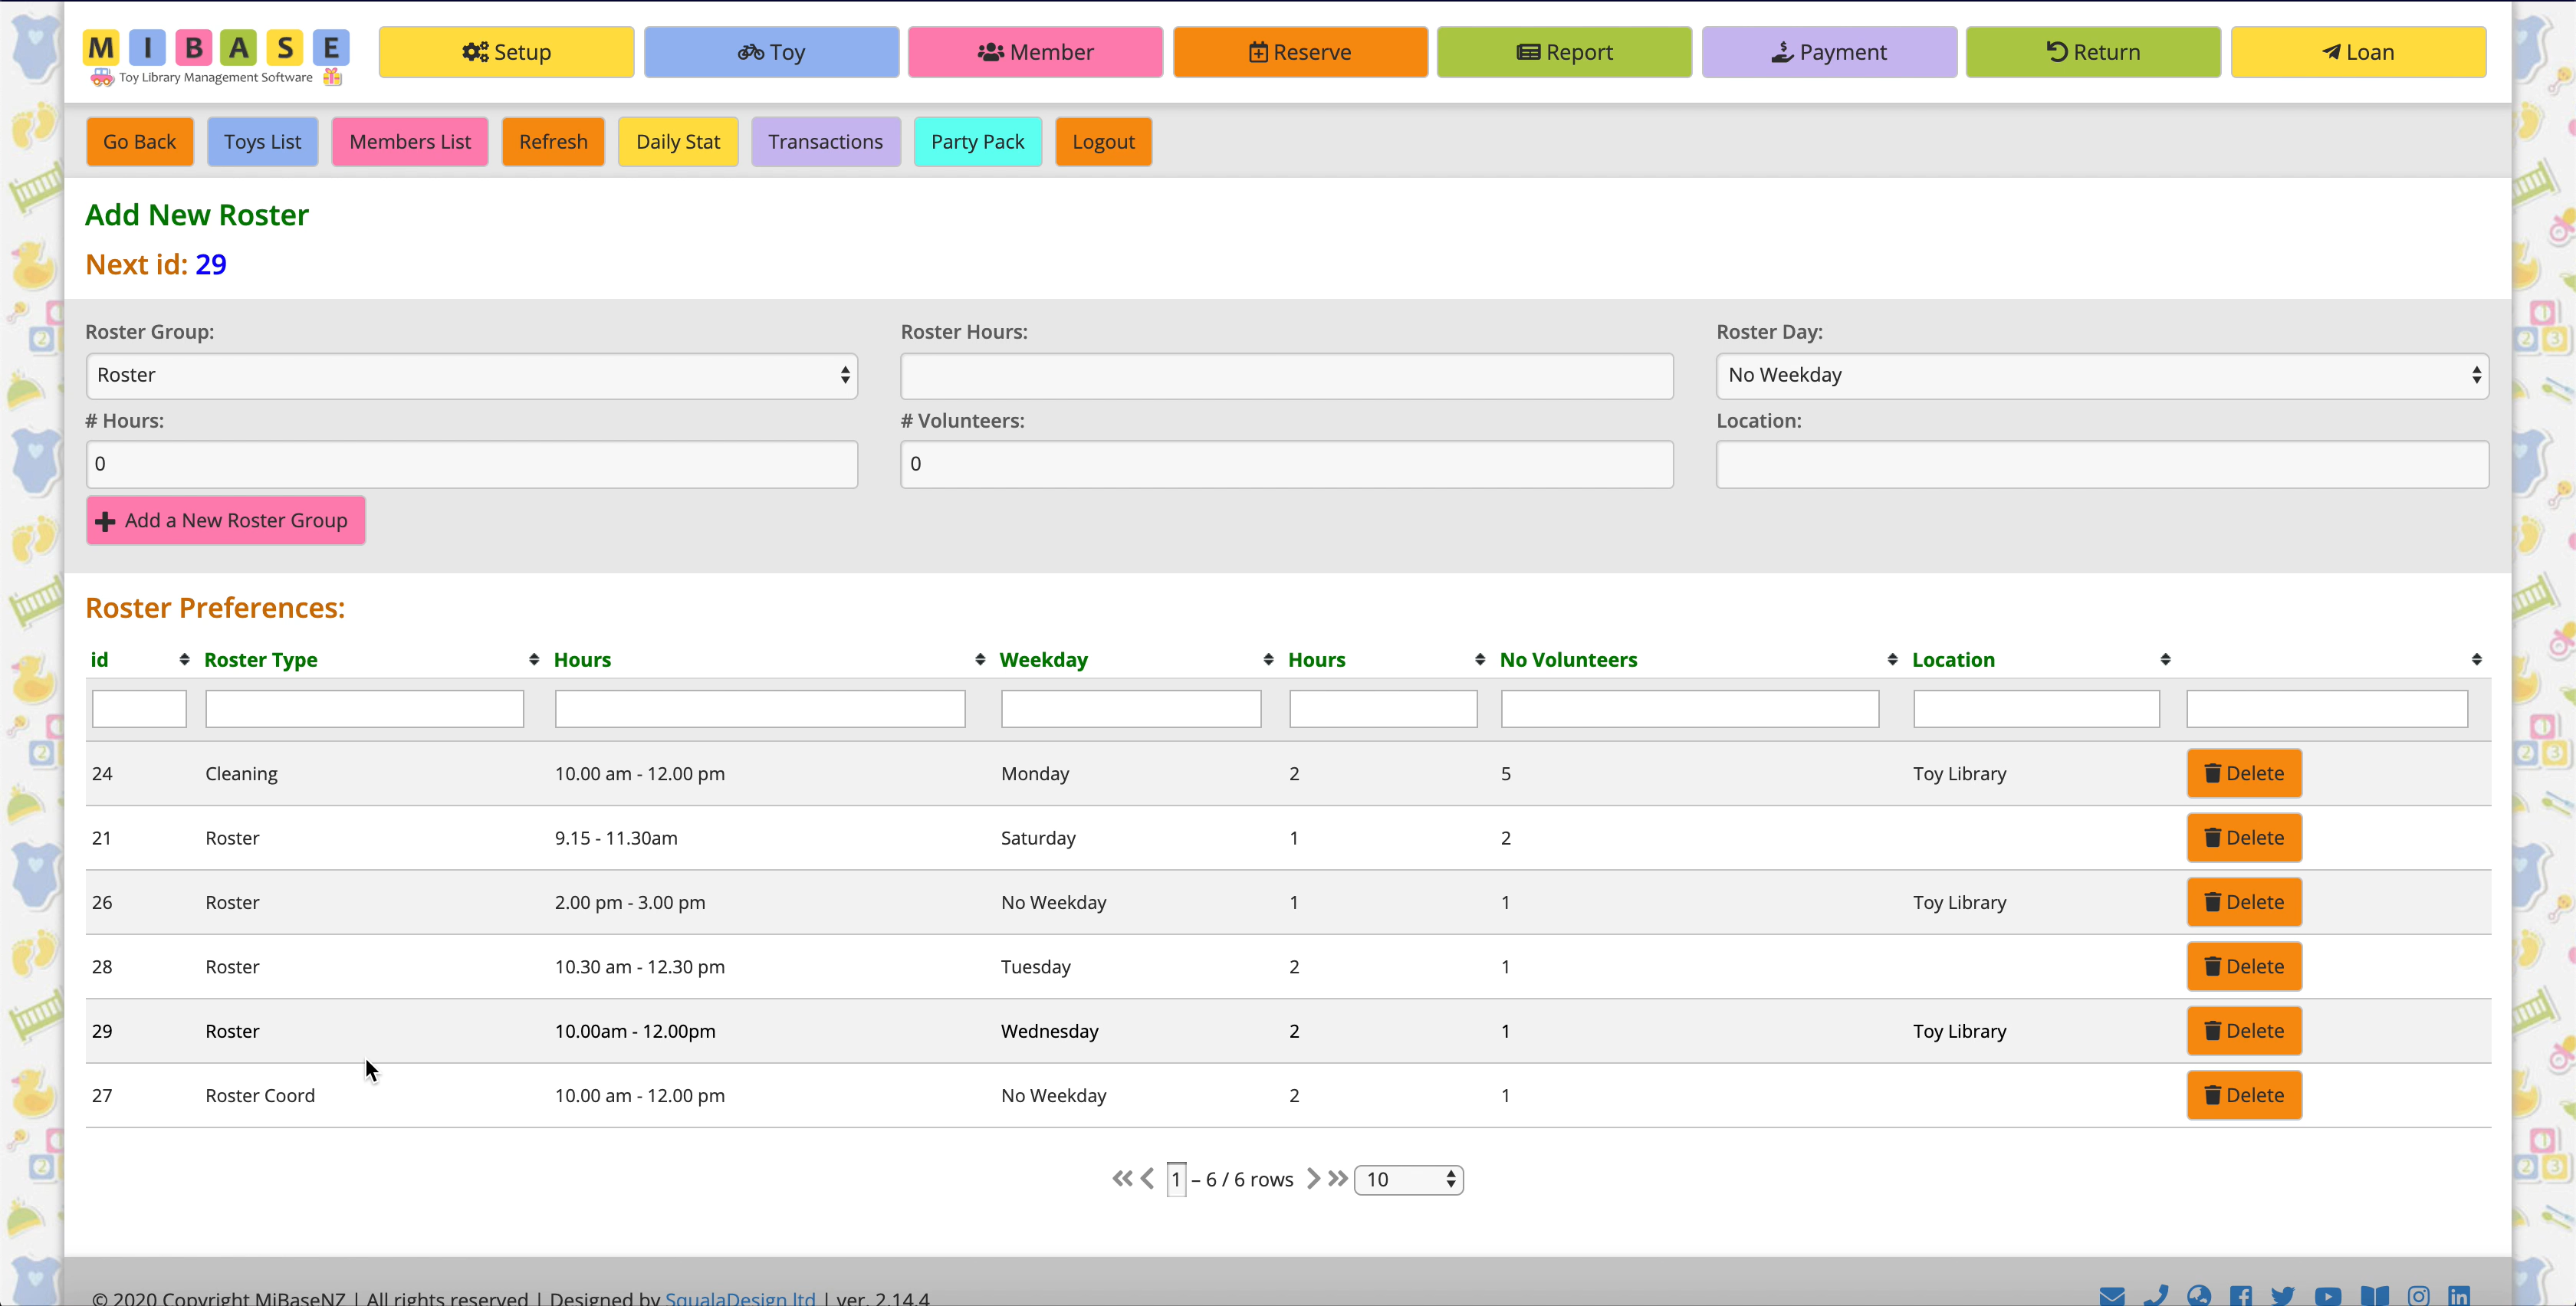 MIBASE
Toy Library Management Software
Setup
Toy
Member
Reserve
Report
Payment
Return
Loan
Go Back
Toys List
Members List
Refresh
Daily Stat
Transactions
Party Pack
Logout
Add New Roster
Next id: 29
Roster Group:
Roster Hours:
Roster Day:
Roster
No Weekday
# Hours:
# Volunteers:
Location:
0
0
Add a New Roster Group
Roster Preferences:
id Roster Type Hours Weekday Hours No Volunteers Location
24 Cleaning 10.00 am - 12.00 pm Monday 2 5 Toy Library Delete
21 Roster 9.15 - 11.30am Saturday 1 2 Delete
26 Roster 2.00 pm - 3.00 pm No Weekday 1 1 Toy Library Delete
28 Roster 10.30 am - 12.30 pm Tuesday 2 1 Delete
29 Roster 10.00am - 12.00pm Wednesday 2 1 Toy Library Delete
27 Roster Coord 10.00 am - 12.00 pm No Weekday 2 1 Delete
1 – 6 / 6 rows 10
© 2020 Copyright MiBaseNZ | All rights reserved | Designed by SqualaDesign ltd | ver. 2.14.4